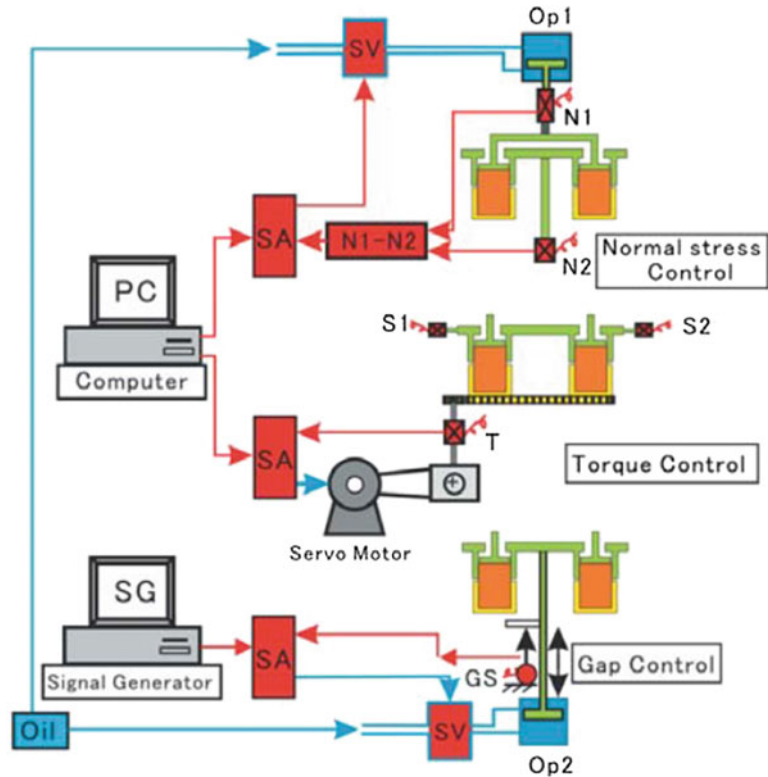 Op1
SV
N1
SA
N1-N2
N2
Normal stress
Control
PC
Computer
S1
S2
SA
T
Torque Control
Servo Motor
SG
Signal Generator
SA
GS
Gap Control
Oil
SV
Op2